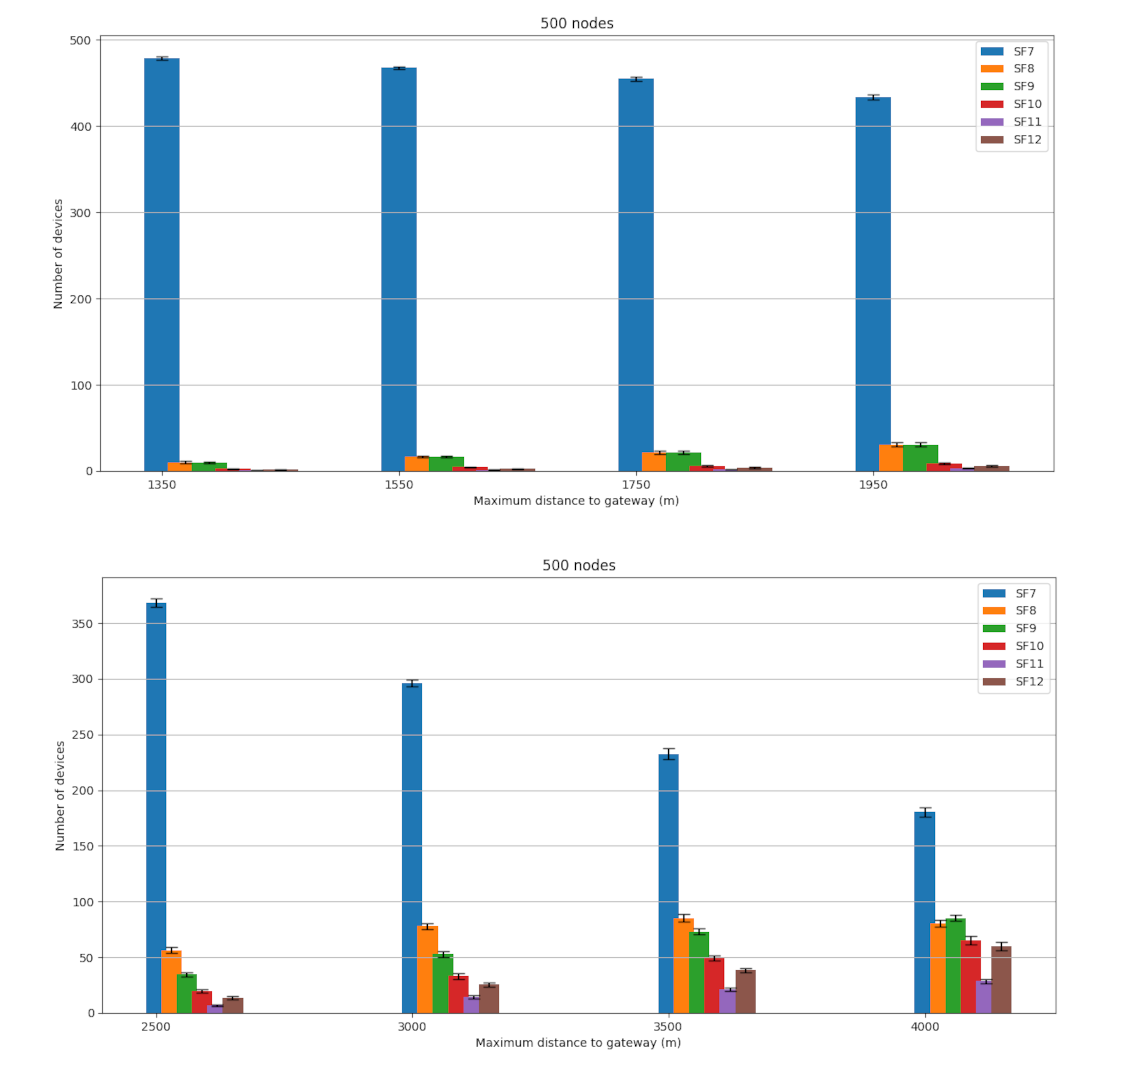 500 nodes
500
400
300
200
100
0
Number of devices
SF7
SF8
SF9
SF10
SF11
SF12
1350 1550 1750 1950
Maximum distance to gateway (m)
500 nodes
350
300
250
200
150
100
50
0
Number of devices
SF7
SF8
SF9
SF10
SF11
SF12
2500 3000 3500 4000
Maximum distance to gateway (m)